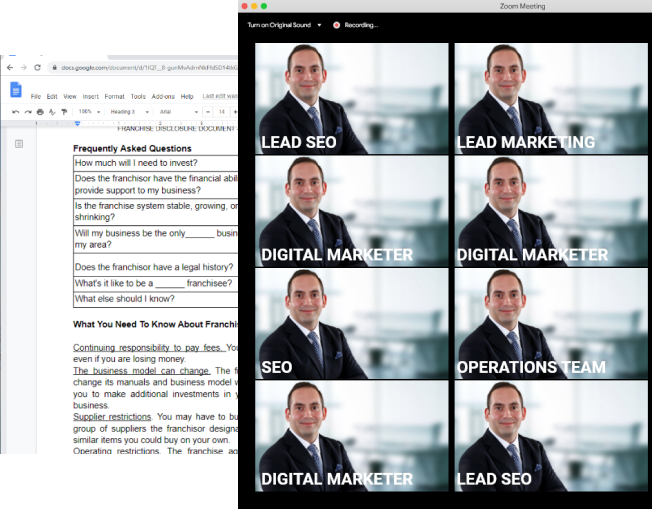 Zoom Meeting
Turn on Original Sound
Recording...
docs.google.com/document/d/
File Edit View Insert Format Tools Add-ons Help Last edit was
100% Heading 3 Arial 14
FRANCHISE DISCLOSURE DOCUMENT
Frequently Asked Questions
How much will I need to invest?
Does the franchisor have the financial abil
provide support to my business?
Is the franchise system stable, growing, or
shrinking?
Will my business be the only______ busin
my area?
Does the franchisor have a legal history?
What's it like to be a ______ franchisee?
What else should I know?
What You Need To Know About Franchis
Continuing responsibility to pay fees. You
even if you are losing money.
The business model can change. The f
change its manuals and business model w
you to make additional investments in y
business.
Supplier restrictions. You may have to bu
group of suppliers the franchisor designa
similar items you could buy on your own.
Operating restrictions. The franchise ag
LEAD SEO
LEAD MARKETING
DIGITAL MARKETER
DIGITAL MARKETER
SEO
OPERATIONS TEAM
DIGITAL MARKETER
LEAD SEO